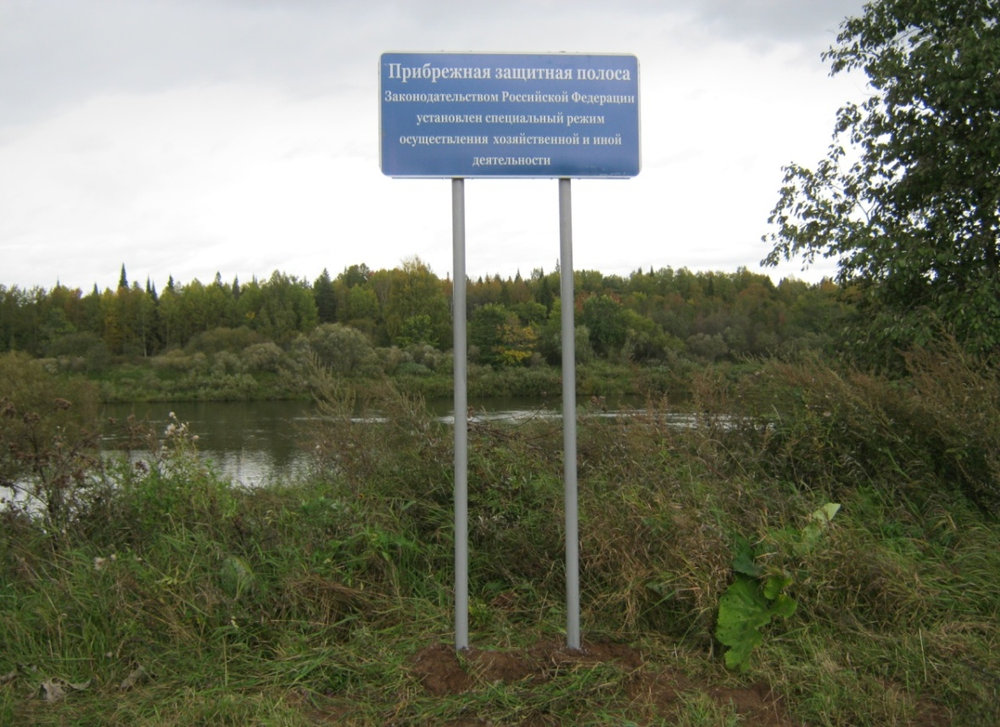 Прибрежная защитная полоса
Законодательством Российской Федерации
установлен специальный режим
осуществления хозяйственной и иной
деятельности